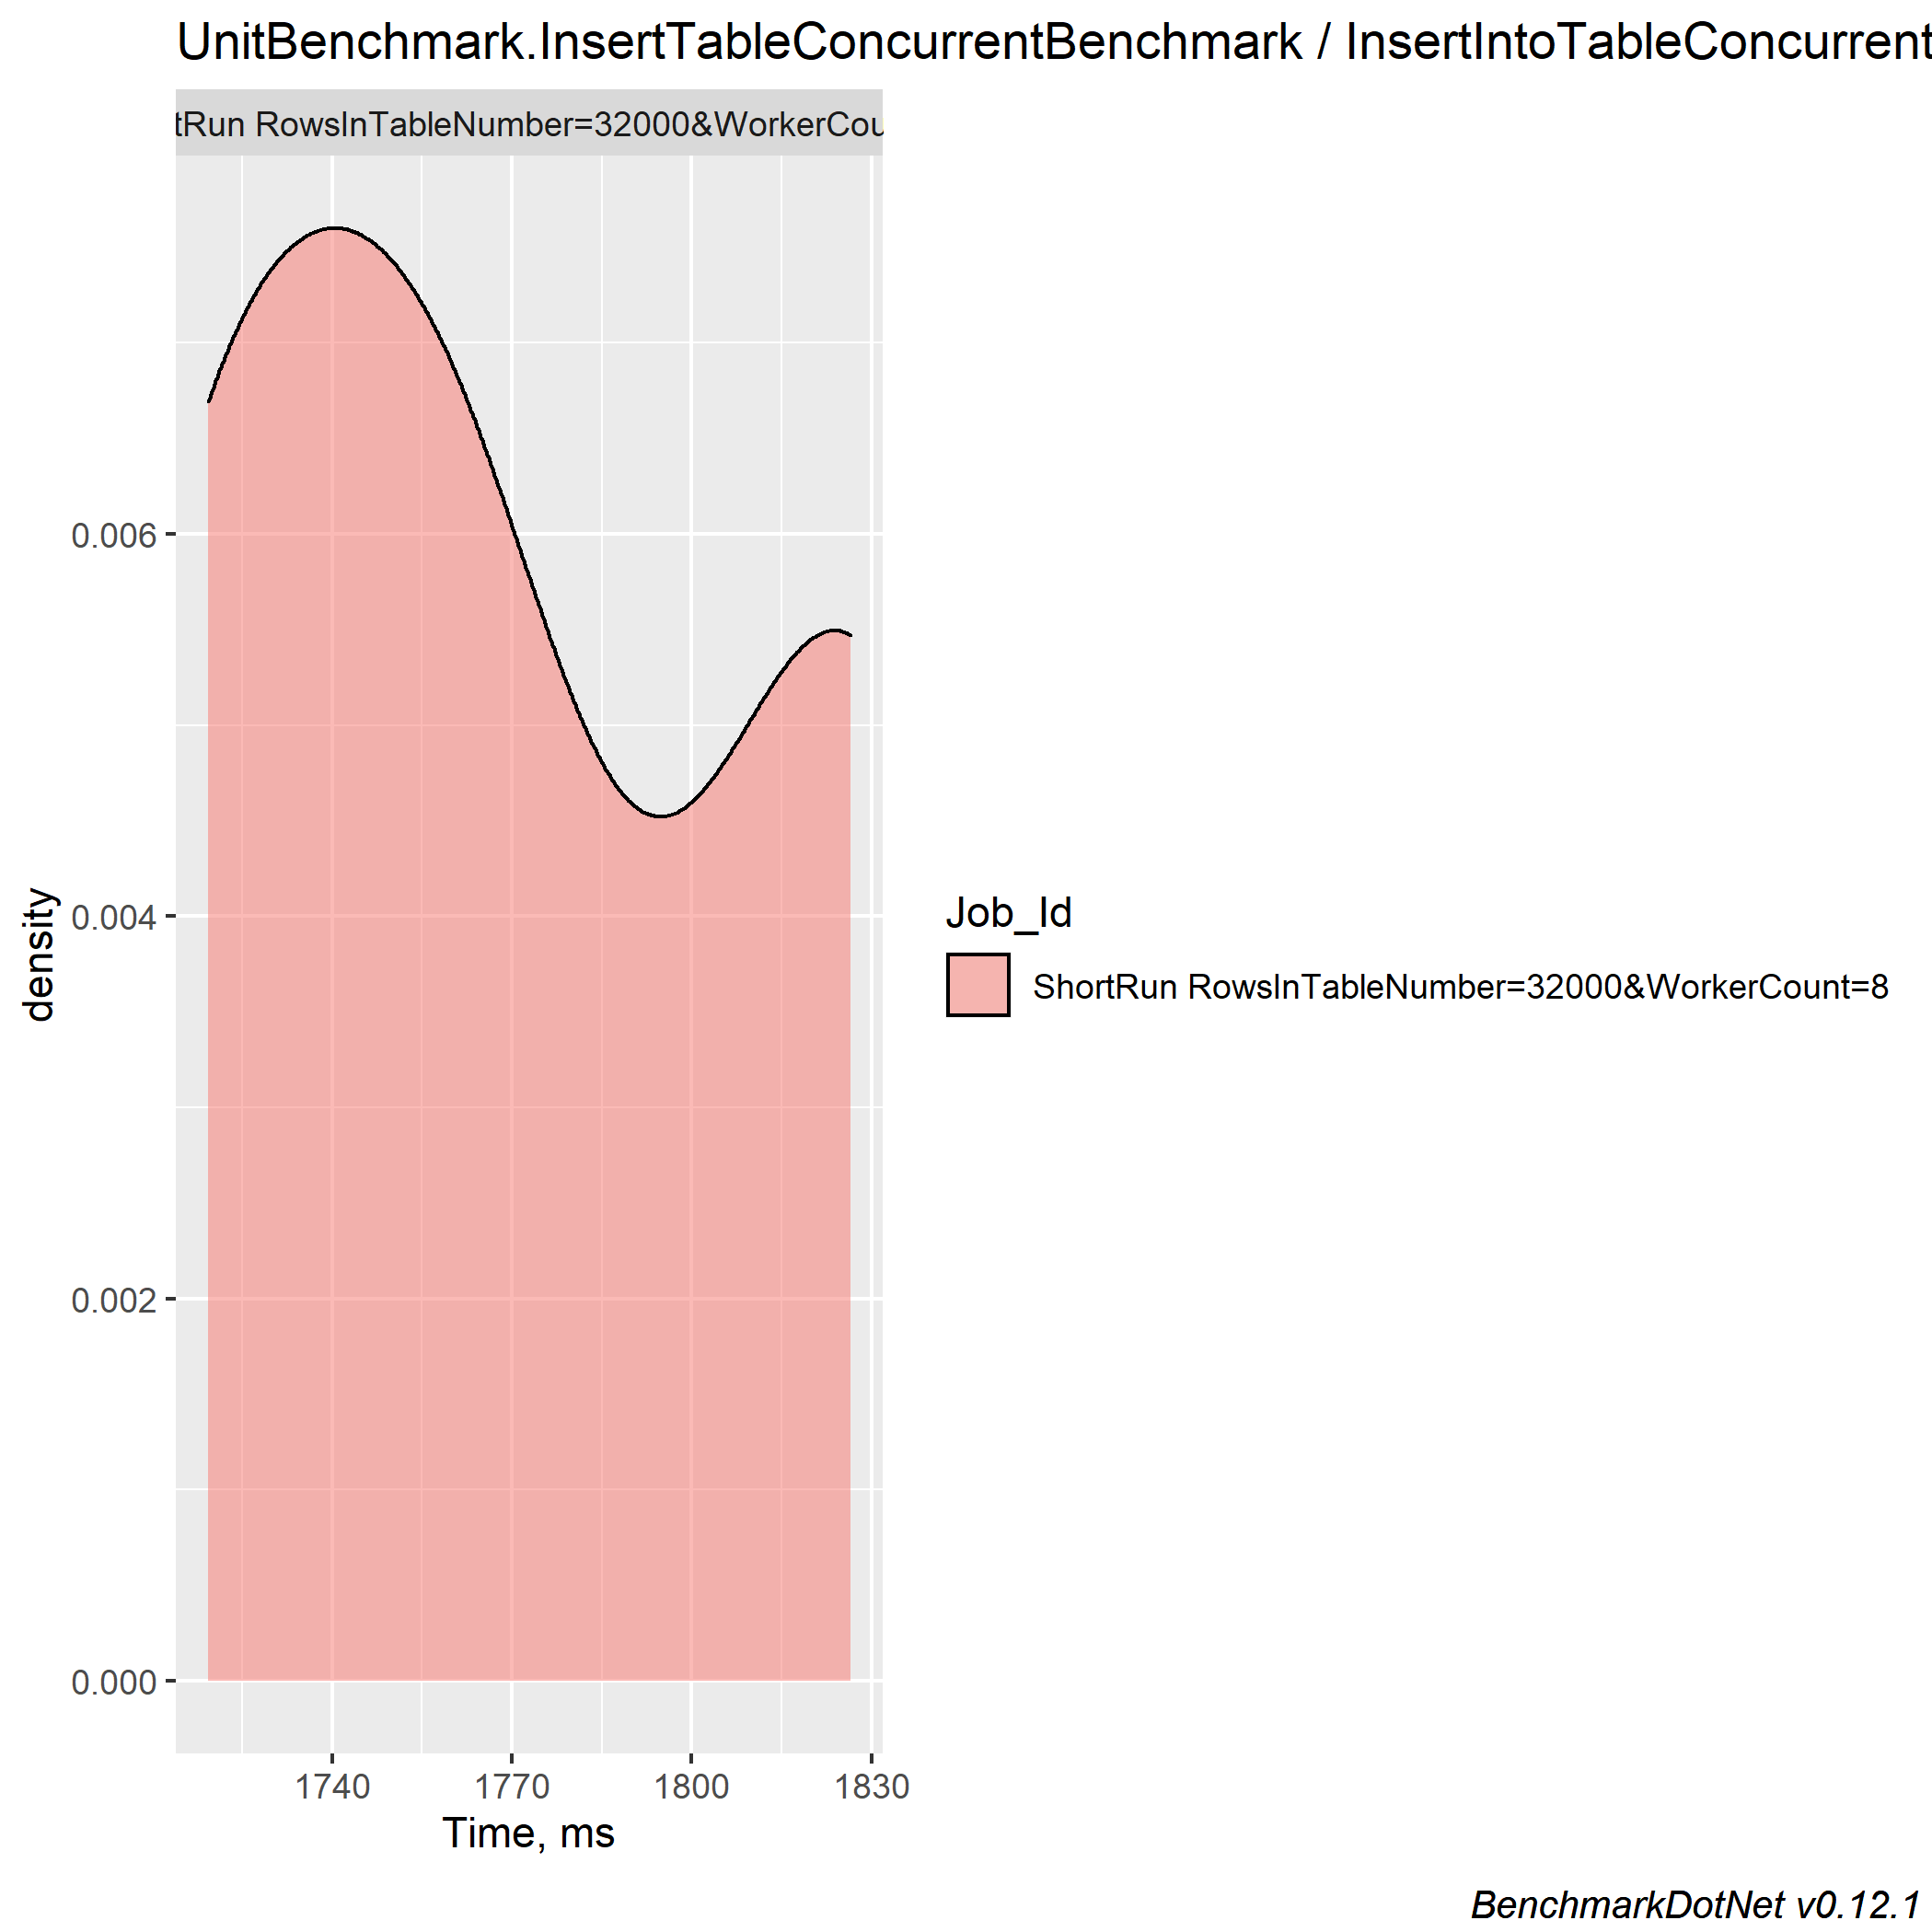 UnitBenchmark.InsertTableConcurrentBenchmark / InsertIntoTableConcurrent
tRun RowsInTableNumber=32000&WorkerCou
0.006
0.004
0.002
0.000
density
1740 1770 1800 1830
Time, ms
Job_Id
ShortRun RowsInTableNumber=32000&WorkerCount=8
BenchmarkDotNet v0.12.1